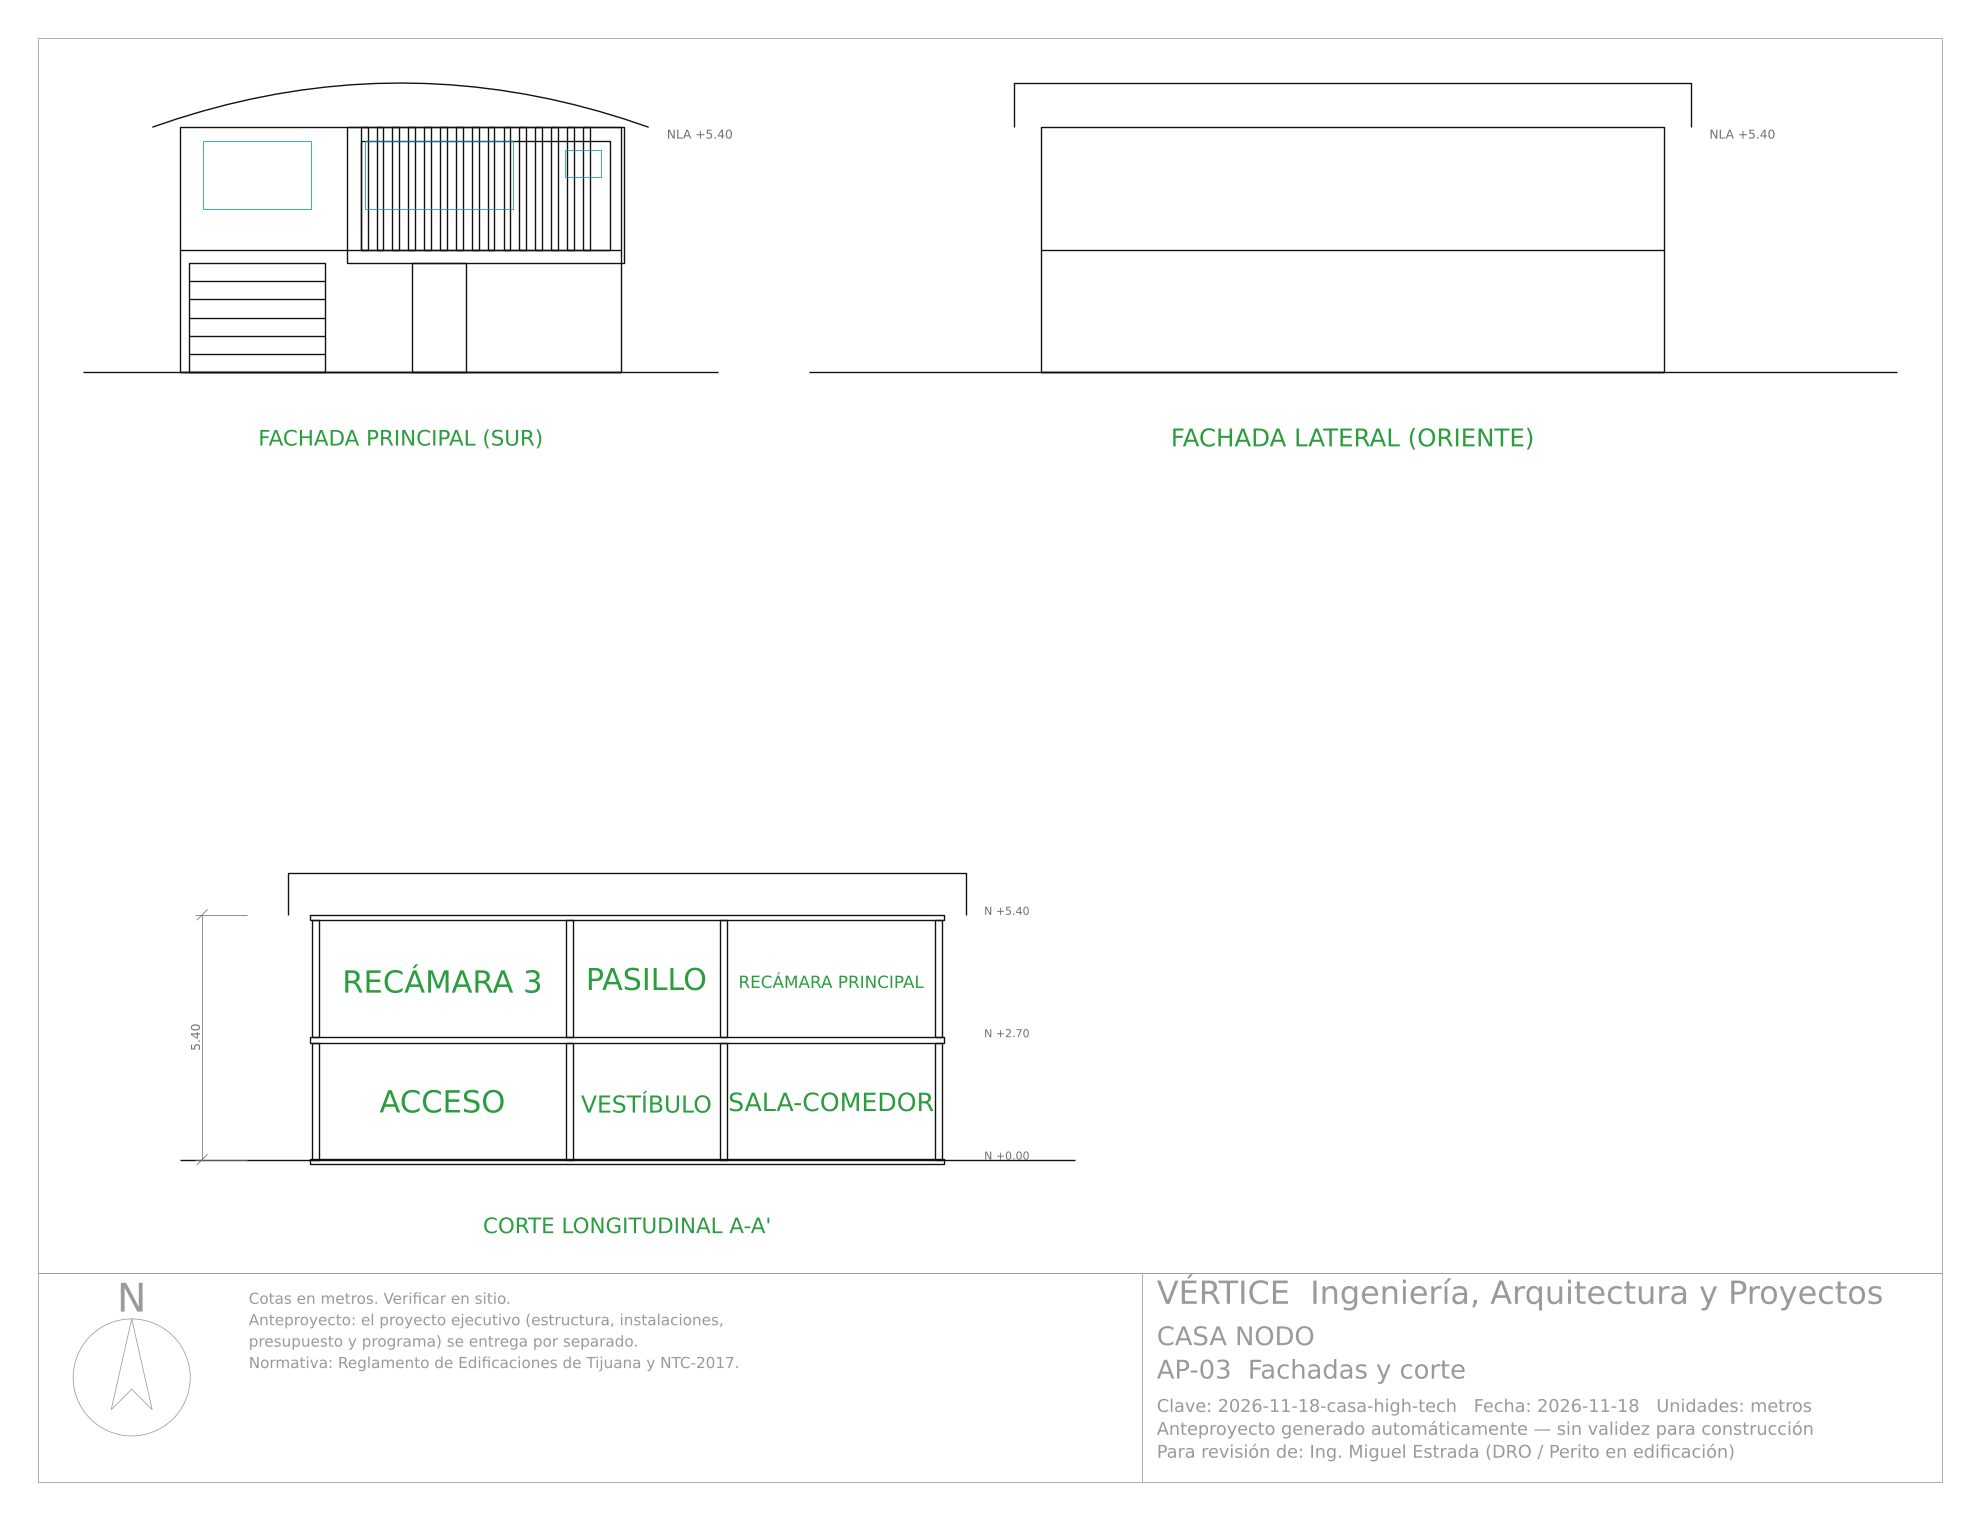 NLA +5.40
NLA +5.40
FACHADA PRINCIPAL (SUR)
FACHADA LATERAL (ORIENTE)
N +5.40
RECÁMARA 3
PASILLO
RECÁMARA PRINCIPAL
5.40
N +2.70
ACCESO
VESTÍBULO
SALA-COMEDOR
N +0.00
CORTE LONGITUDINAL A-A'
N
Cotas en metros. Verificar en sitio.
Anteproyecto: el proyecto ejecutivo (estructura, instalaciones,
presupuesto y programa) se entrega por separado.
Normativa: Reglamento de Edificaciones de Tijuana y NTC-2017.
VÉRTICE  Ingeniería, Arquitectura y Proyectos
CASA NODO
AP-03  Fachadas y corte
Clave: 2026-11-18-casa-high-tech   Fecha: 2026-11-18   Unidades: metros
Anteproyecto generado automáticamente — sin validez para construcción
Para revisión de: Ing. Miguel Estrada (DRO / Perito en edificación)